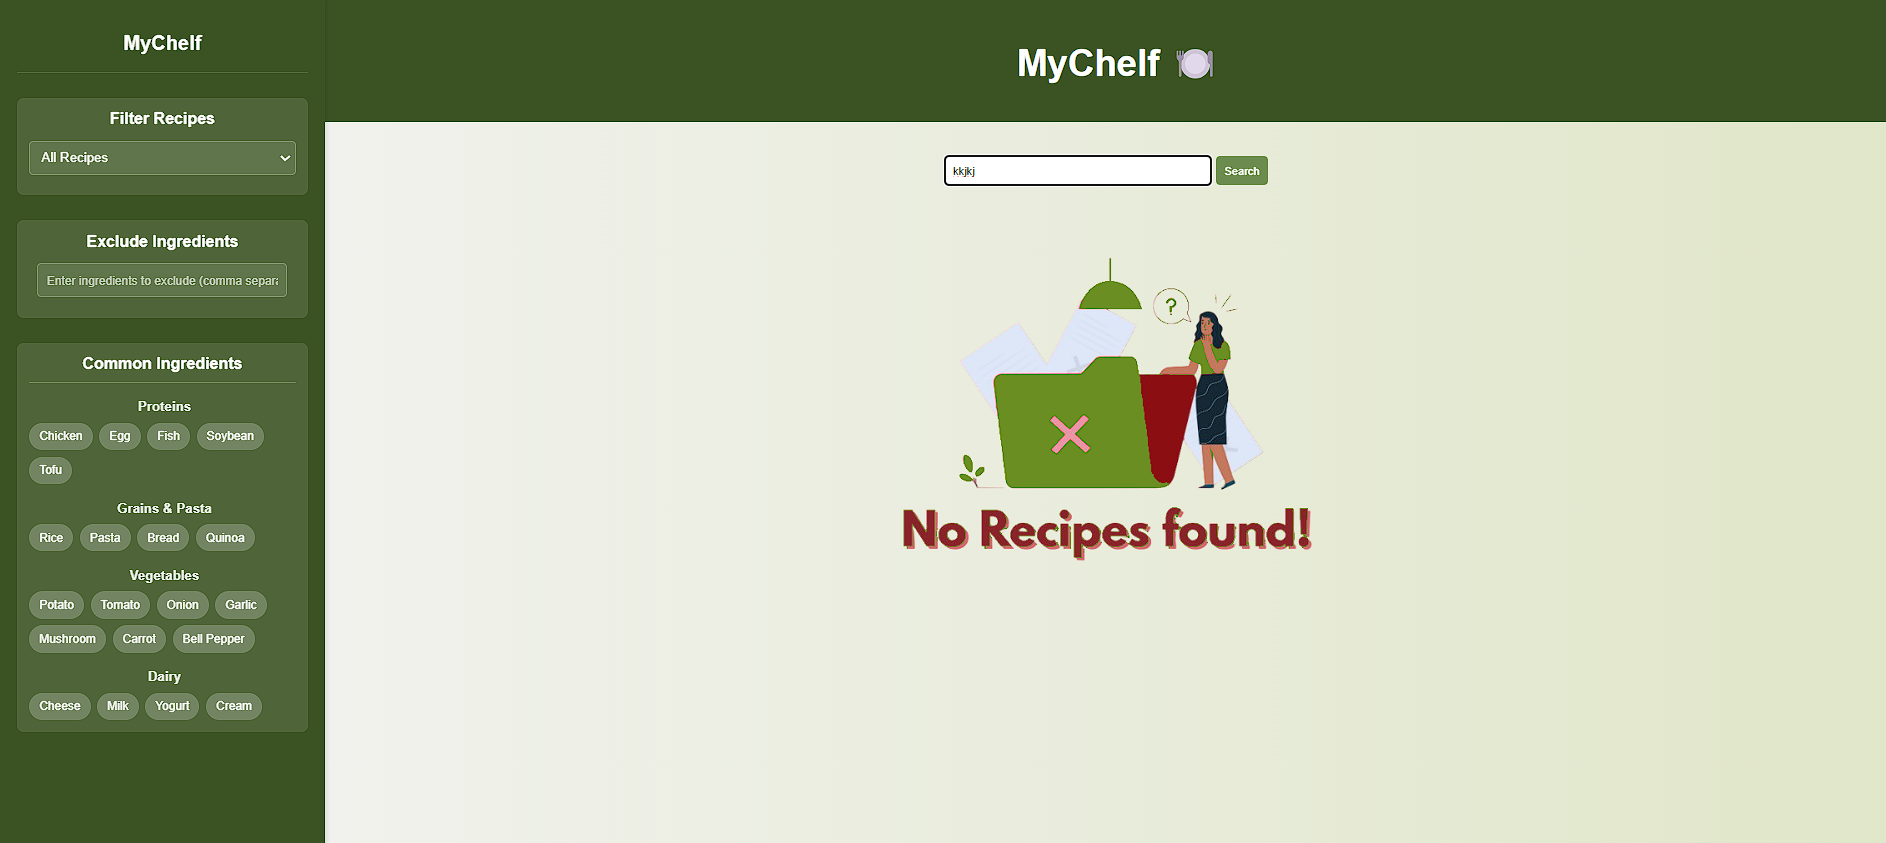 MyChelf
Filter Recipes
All Recipes
Exclude Ingredients
Enter ingredients to exclude (comma separa
Common Ingredients
Proteins
Chicken Egg Fish Soybean
Tofu
Grains & Pasta
Rice Pasta Bread Quinoa
Vegetables
Potato Tomato Onion Garlic
Mushroom Carrot Bell Pepper
Dairy
Cheese Milk Yogurt Cream
MyChelf
kkjkj Search
?
No Recipes found!